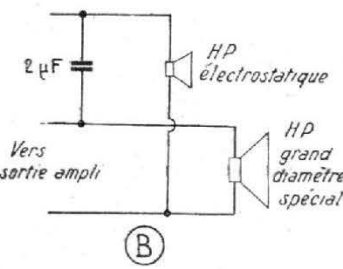 2 µF
HP
électrostatique
HP
grand
diamètre
spécial
Vers
sortie ampli
B